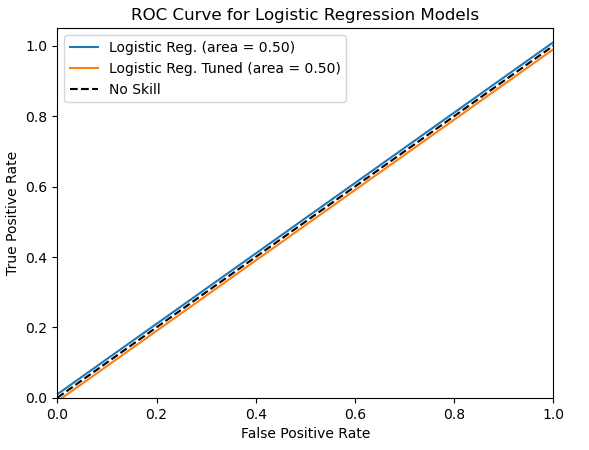 ROC Curve for Logistic Regression Models
Logistic Reg. (area = 0.50)
Logistic Reg. Tuned (area = 0.50)
No Skill
True Positive Rate
1.0
0.8
0.6
0.4
0.2
0.0
0.0 0.2 0.4 0.6 0.8 1.0
False Positive Rate